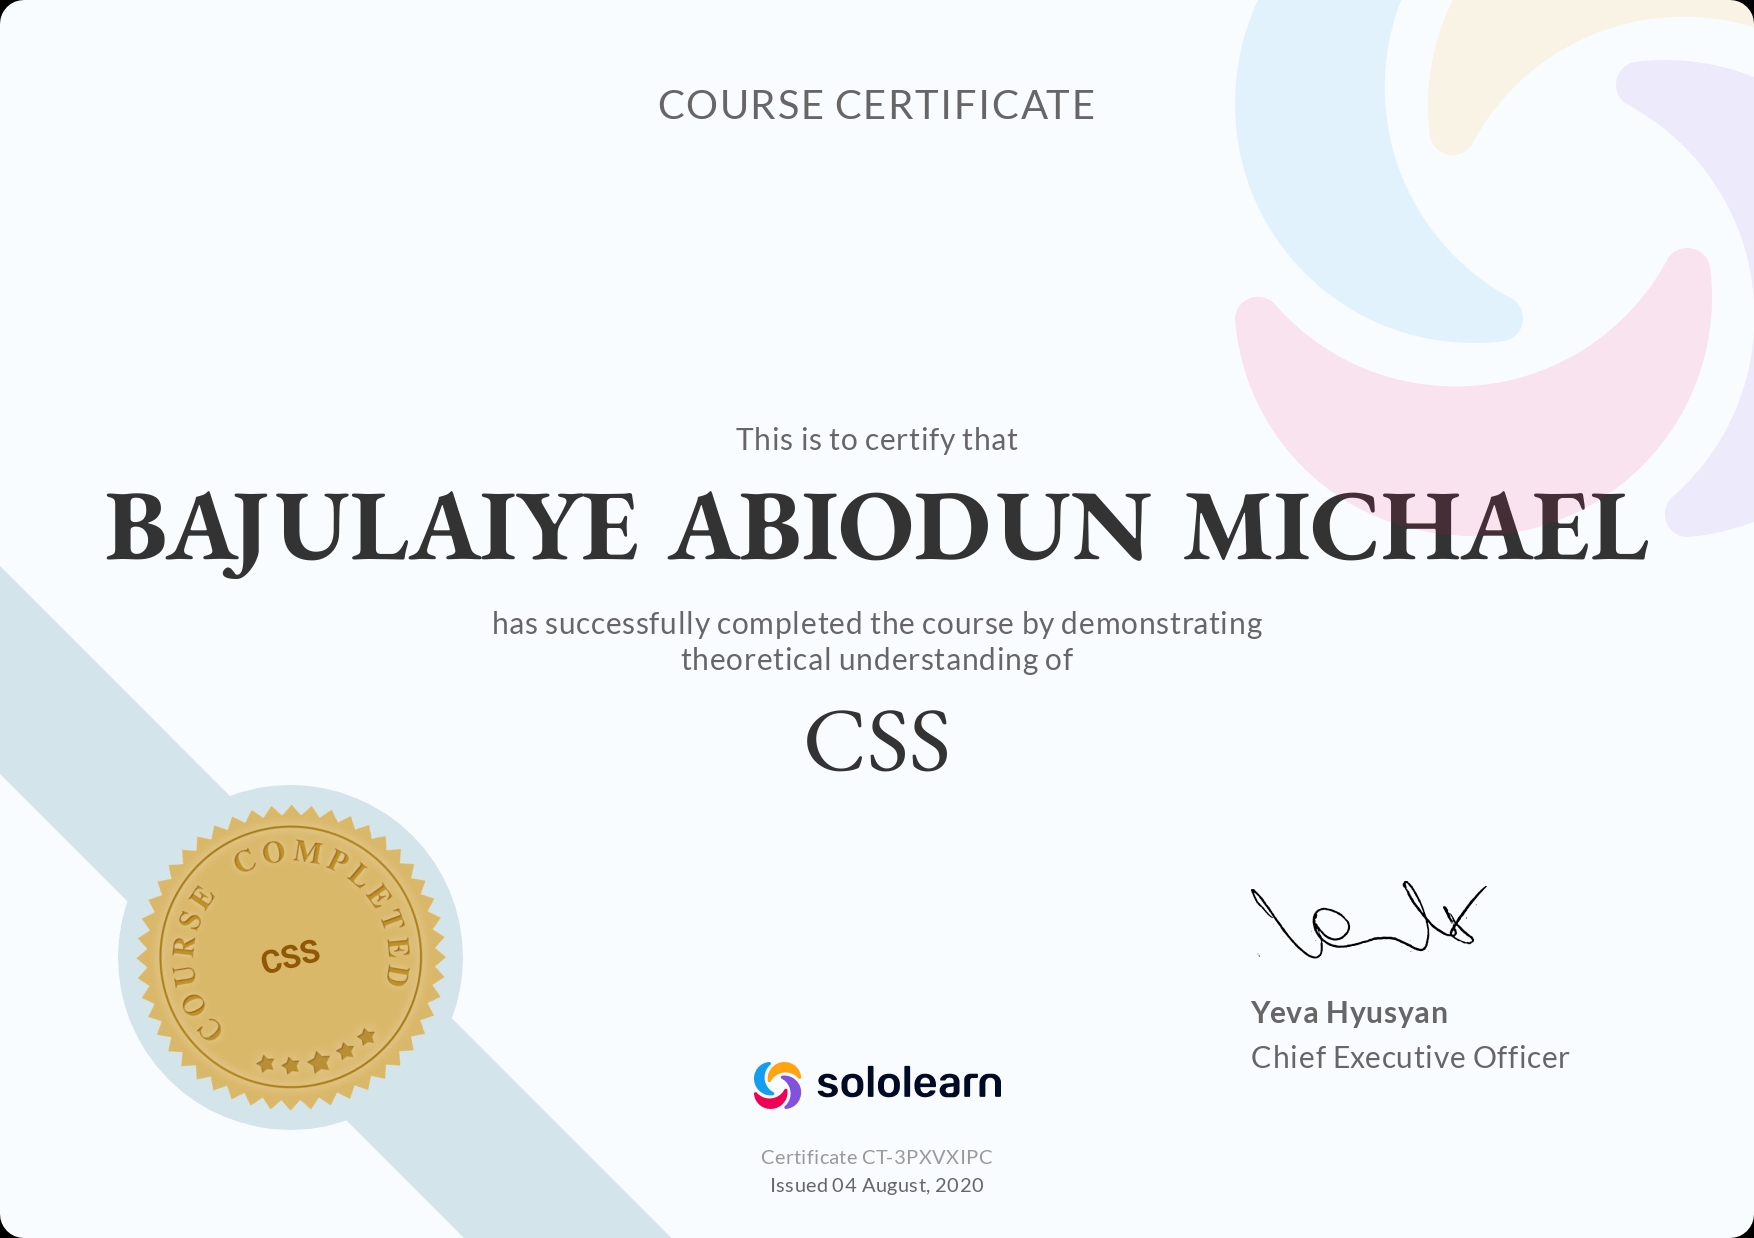 COURSE CERTIFICATE
This is to certify that
BAJULAIYE ABIODUN MICHAEL
has successfully completed the course by demonstrating
theoretical understanding of
CSS
COURSE COMPLETED
CSS
Yeva Hyusyan
Chief Executive Officer
sololearn
Certificate CT-3PXVXIPC
Issued 04 August, 2020